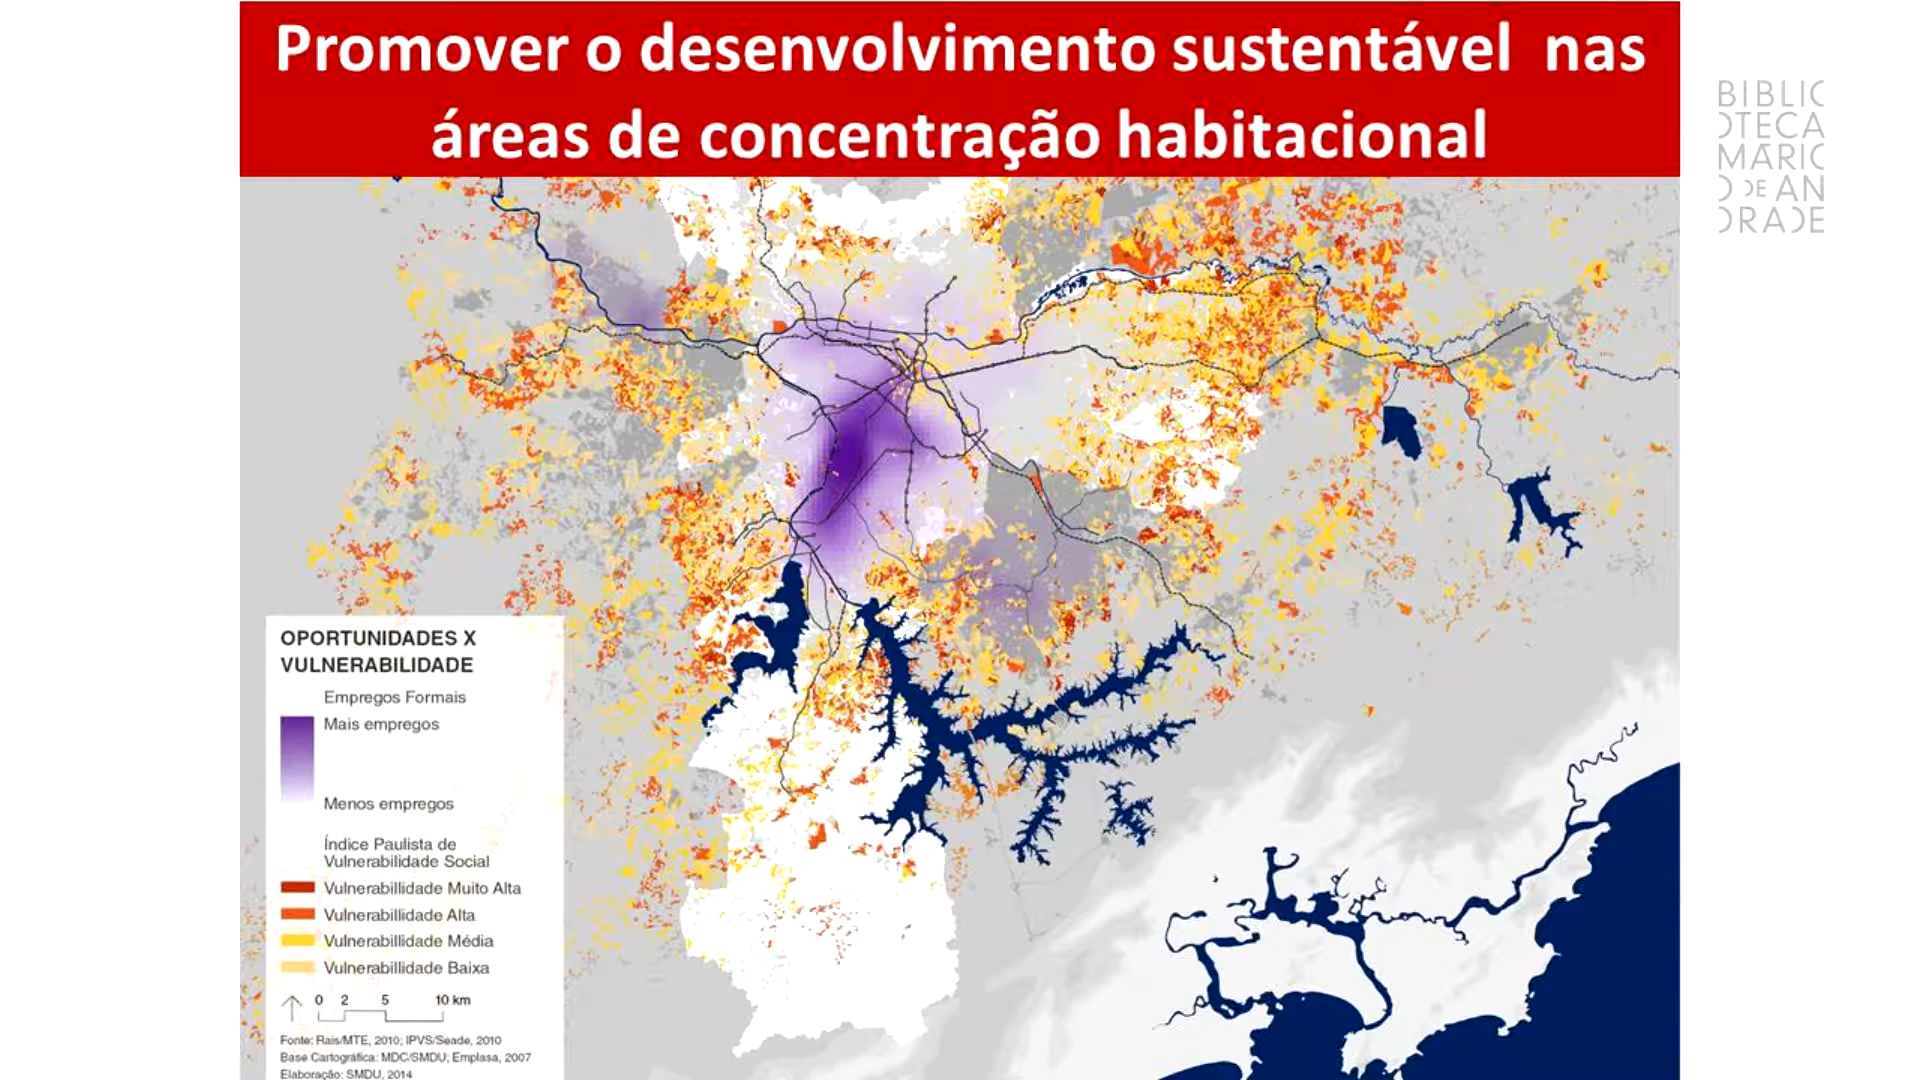 Promover o desenvolvimento sustentável nas
áreas de concentração habitacional
BIBLIO
OTECA
MÁRIO
O DE AN
DRADE
OPORTUNIDADES X
VULNERABILIDADE
Empregos Formais
Mais empregos
Menos empregos
Índice Paulista de
Vulnerabilidade Social
Vulnerabillidade Muito Alta
Vulnerabillidade Alta
Vulnerabillidade Média
Vulnerabillidade Baixa
0 2 5 10 km
Fonte: Rais/MTE, 2010; IPVS/Seade, 2010
Base Cartográfica: MDC/SMDU; Emplasa, 2007
Elaboração: SMDU, 2014